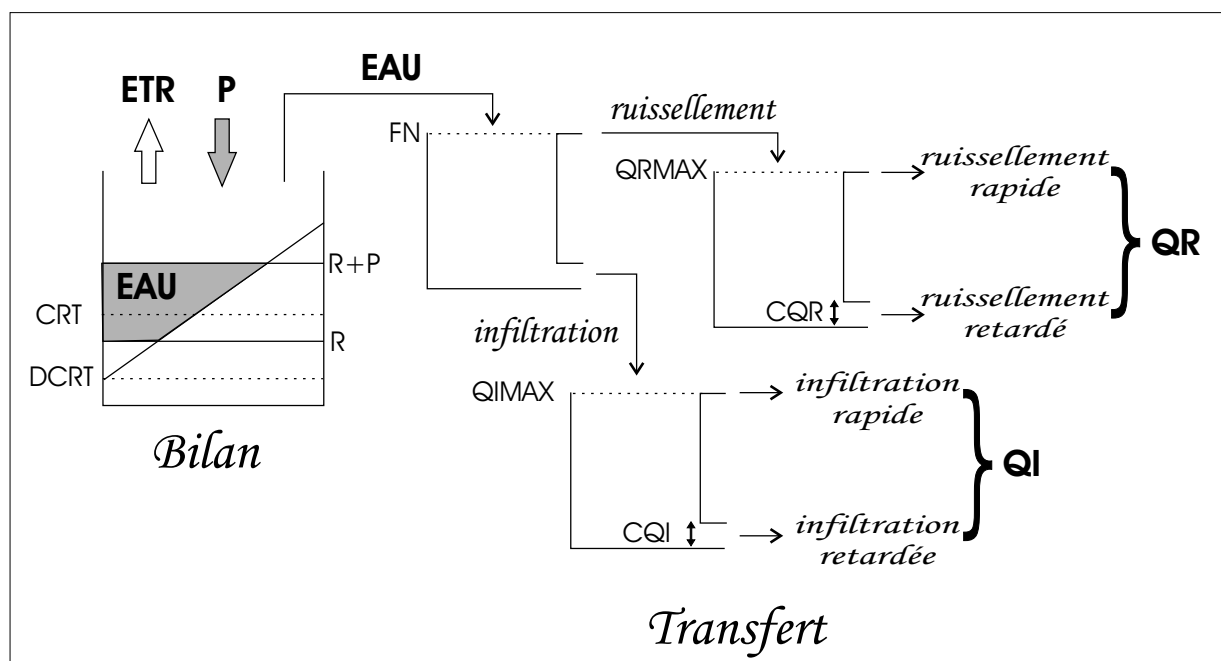 EAU
ETR P
FN
ruissellement
QRMAX
ruissellement
rapide
QR
R+P
EAU
CRT
R
DCRT
infiltration
CQR
ruissellement
retardé
QIMAX
infiltration
rapide
QI
CQI
infiltration
retardée
Bilan
Transfert